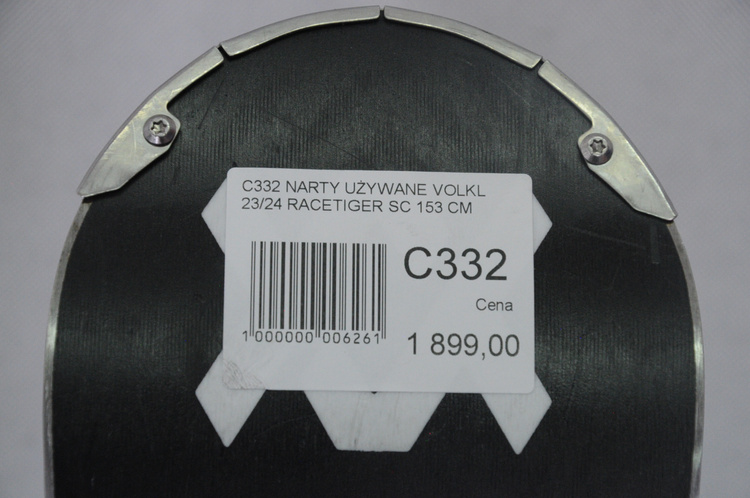 C332 NARTY UŻYWANE VOLKL
23/24 RACETIGER SC 153 CM
C332
Cena
1 000000 006261
1 899,00